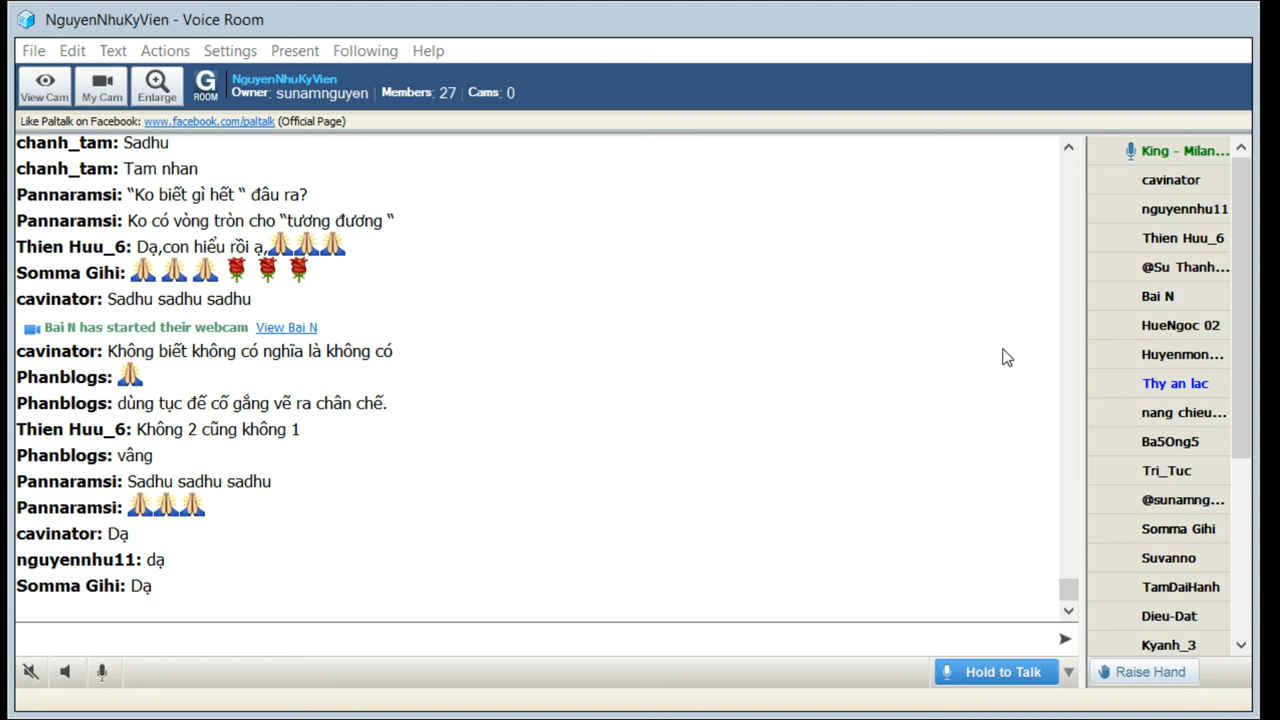 NguyenNhuKyVien - Voice Room
File Edit Text Actions Settings Present Following Help
View Cam My Cam Enlarge G ROOM NguyenNhuKyVien
Owner: sunamnguyen | Members: 27 | Cams: 0
Like Paltalk on Facebook: www.facebook.com/paltalk (Official Page)
chanh_tam: Sadhu
chanh_tam: Tam nhan
Pannaramsi: “Ko biết gì hết “ đâu ra?
Pannaramsi: Ko có vòng tròn cho “tương đương “
Thien Huu_6: Dạ,con hiểu rồi ạ,🙏🙏🙏
Somma Gihi: 🙏 🙏 🙏 🌹 🌹 🌹
cavinator: Sadhu sadhu sadhu
Bai N has started their webcam View Bai N
cavinator: Không biết không có nghĩa là không có
Phanblogs: 🙏
Phanblogs: dùng tục đế cố gắng vẽ ra chân chế.
Thien Huu_6: Không 2 cũng không 1
Phanblogs: vâng
Pannaramsi: Sadhu sadhu sadhu
Pannaramsi: 🙏🙏🙏
cavinator: Dạ
nguyennhu11: dạ
Somma Gihi: Dạ
King - Milan...
cavinator
nguyennhu11
Thien Huu_6
@Su Thanh...
Bai N
HueNgoc 02
Huyenmon...
Thy an lac
nang chieu...
Ba5Ong5
Tri_Tuc
@sunamng...
Somma Gihi
Suvanno
TamDaiHanh
Dieu-Dat
Kyanh_3
Hold to Talk
Raise Hand